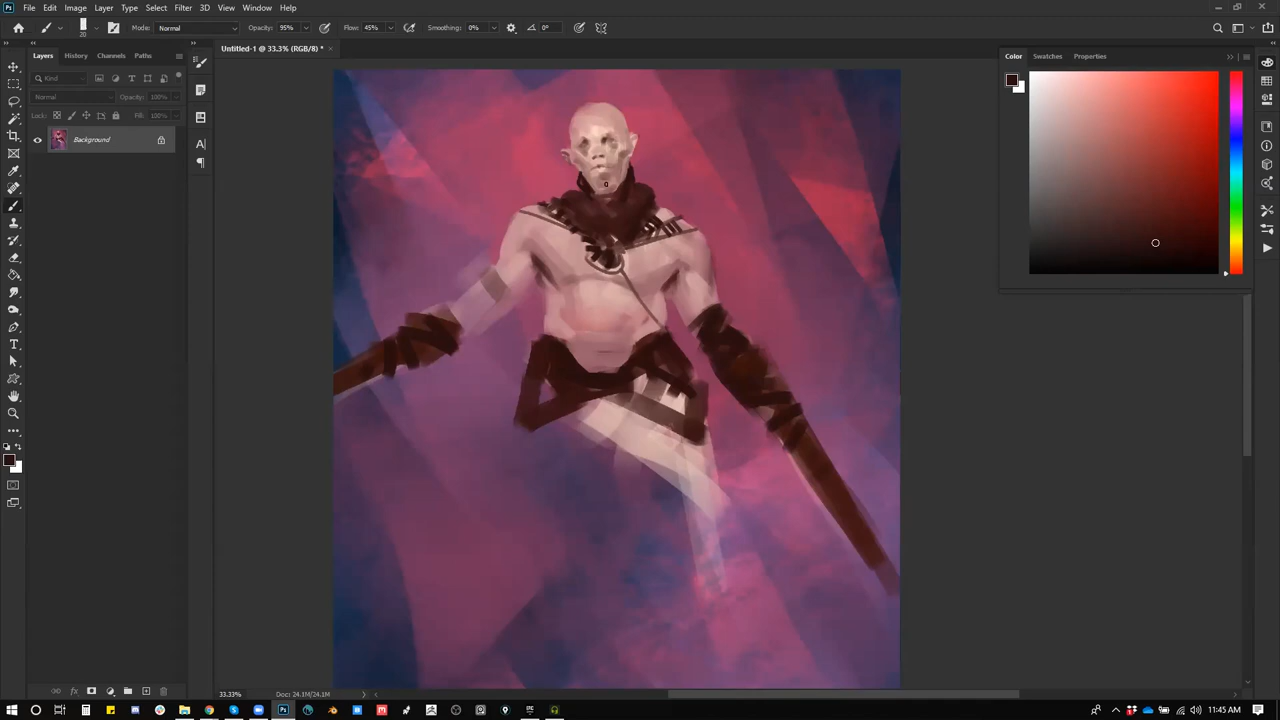 Ps File Edit Image Layer Type Select Filter 3D View Window Help
20 Mode: Normal Opacity: 95% Flow: 45% Smoothing: 0% 0°
Layers History Channels Paths
Untitled-1 @ 33.3% (RGB/8) *
Color Swatches Properties
Kind
Normal Opacity: 100%
Lock: Fill: 100%
Background
33.33% Doc: 24.1M/24.1M
11:45 AM